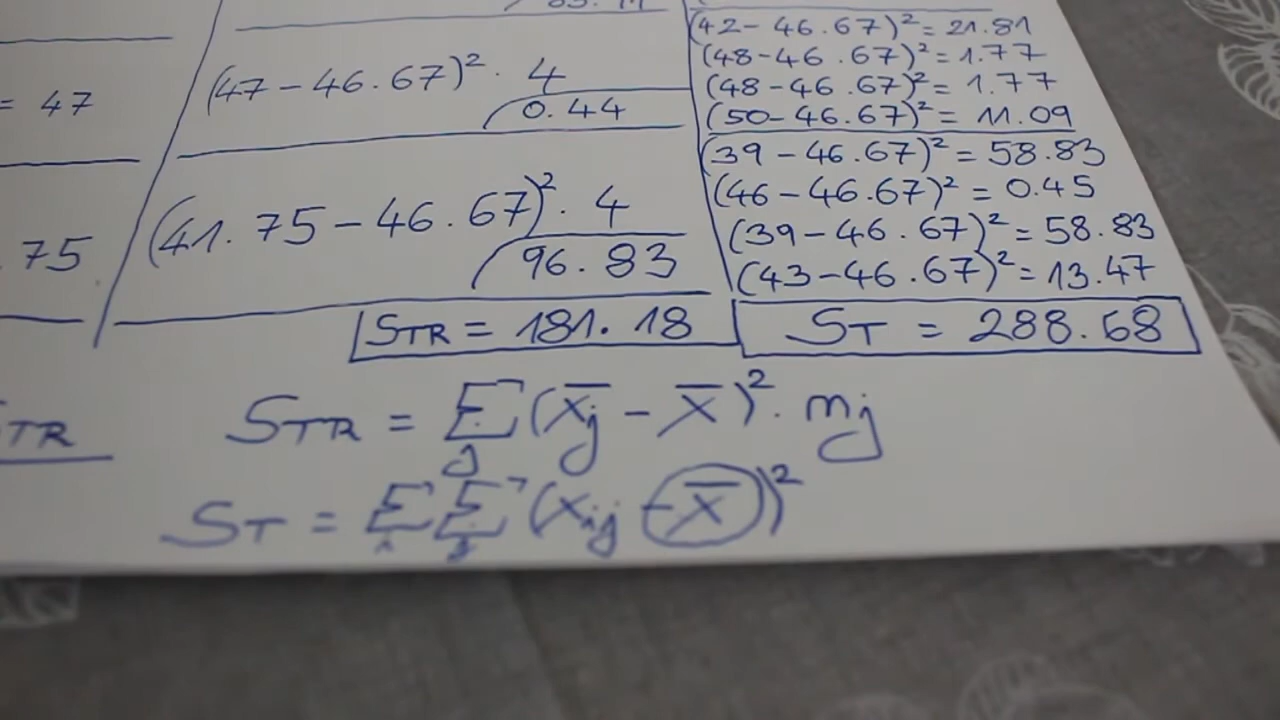 (42-46.67)² = 21.81
(48-46.67)² = 1.77
(47-46.67)² · 4
(48-46.67)² = 1.77
= 47
0.44
(50-46.67)² = 11.09
(39-46.67)² = 58.83
(46-46.67)² = 0.45
(41.75-46.67)² · 4
(39-46.67)² = 58.83
75
96.83
(43-46.67)² = 13.47
STR = 181.18
ST = 288.68
STR
STR = Σj (x̄j - x̄)² · nj
ST = ΣiΣj (xij - x̄)²